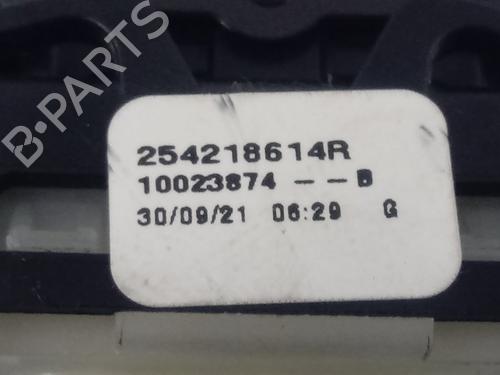 B-PARTS
254218614R
10023874 -- B
30/09/21 06:29 G